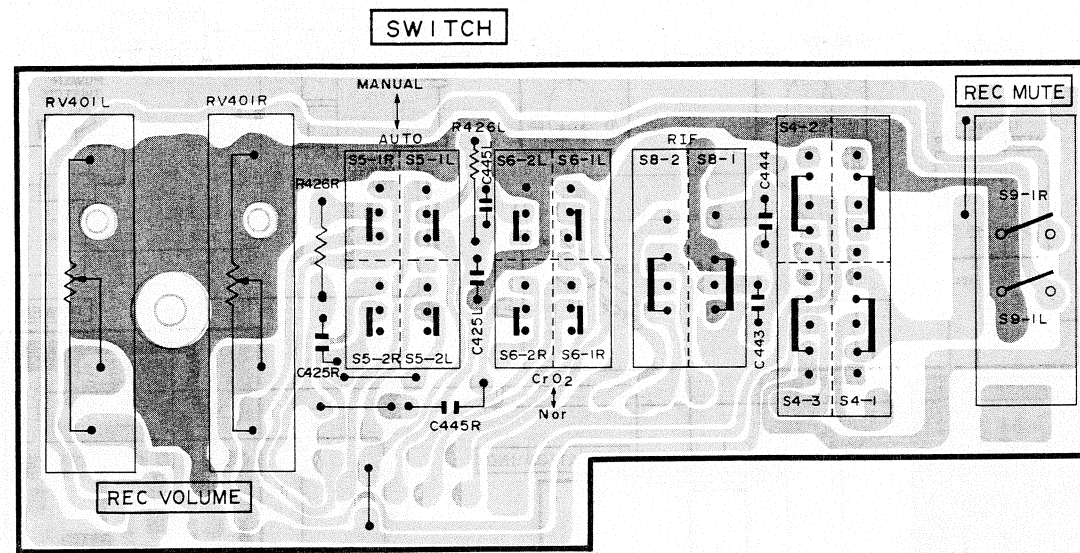 SWITCH
REC MUTE
MANUAL
AUTO
RV401L
RV401R
R426L
C445L
RIF
S4-2
S5-1R
S5-1L
S6-2L
S6-1L
S8-2
S8-1
C444
R426R
S9-1R
S9-1L
C425L
C443
C425R
S5-2R
S5-2L
S6-2R
S6-1R
CrO2
Nor
C445R
S4-3
S4-1
REC VOLUME